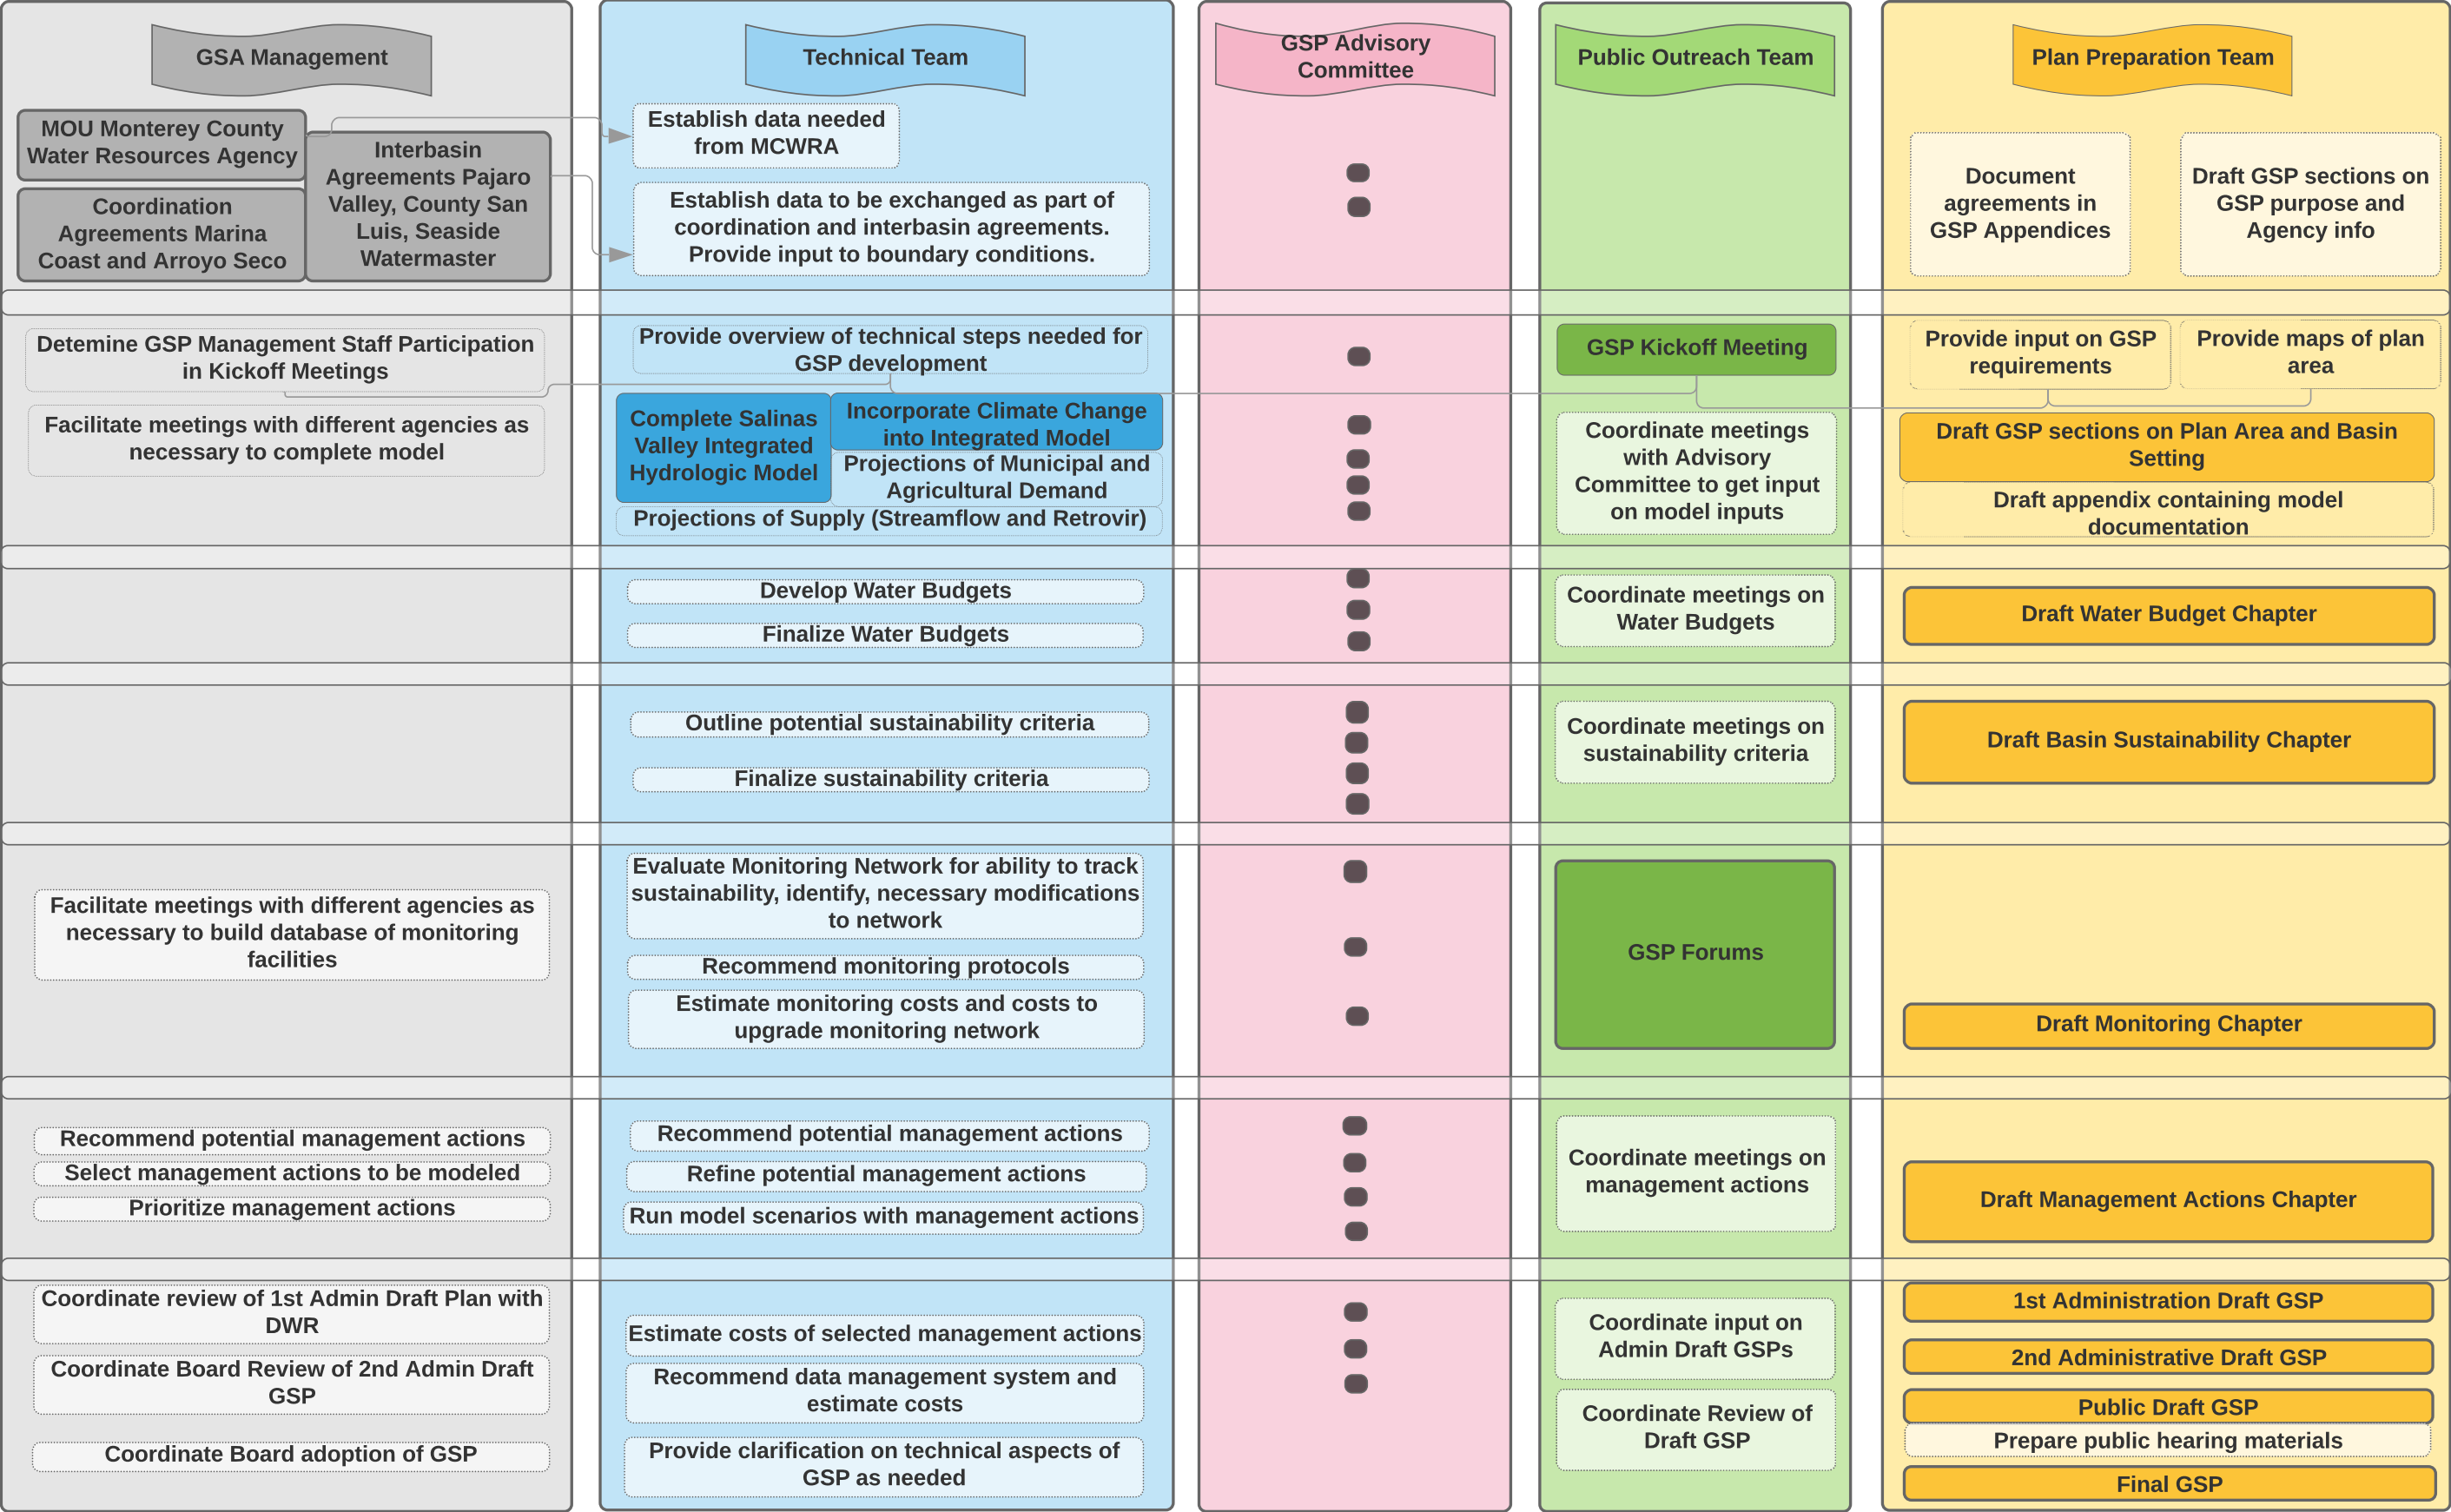 GSA Management
Technical Team
GSP Advisory
Committee
Public Outreach Team
Plan Preparation Team
MOU Monterey County
Water Resources Agency
Interbasin
Agreements Pajaro
Valley, County San
Luis, Seaside
Watermaster
Coordination
Agreements Marina
Coast and Arroyo Seco
Establish data needed
from MCWRA
Establish data to be exchanged as part of
coordination and interbasin agreements.
Provide input to boundary conditions.
Document
agreements in
GSP Appendices
Draft GSP sections on
GSP purpose and
Agency info
Detemine GSP Management Staff Participation
in Kickoff Meetings
Facilitate meetings with different agencies as
necessary to complete model
Provide overview of technical steps needed for
GSP development
Complete Salinas
Valley Integrated
Hydrologic Model
Incorporate Climate Change
into Integrated Model
Projections of Municipal and
Agricultural Demand
Projections of Supply (Streamflow and Retrovir)
GSP Kickoff Meeting
Coordinate meetings
with Advisory
Committee to get input
on model inputs
Provide input on GSP
requirements
Provide maps of plan
area
Draft GSP sections on Plan Area and Basin
Setting
Draft appendix containing model
documentation
Develop Water Budgets
Finalize Water Budgets
Coordinate meetings on
Water Budgets
Draft Water Budget Chapter
Outline potential sustainability criteria
Finalize sustainability criteria
Coordinate meetings on
sustainability criteria
Draft Basin Sustainability Chapter
Facilitate meetings with different agencies as
necessary to build database of monitoring
facilities
Evaluate Monitoring Network for ability to track
sustainability, identify, necessary modifications
to network
Recommend monitoring protocols
Estimate monitoring costs and costs to
upgrade monitoring network
GSP Forums
Draft Monitoring Chapter
Recommend potential management actions
Select management actions to be modeled
Prioritize management actions
Recommend potential management actions
Refine potential management actions
Run model scenarios with management actions
Coordinate meetings on
management actions
Draft Management Actions Chapter
Coordinate review of 1st Admin Draft Plan with
DWR
Coordinate Board Review of 2nd Admin Draft
GSP
Coordinate Board adoption of GSP
Estimate costs of selected management actions
Recommend data management system and
estimate costs
Provide clarification on technical aspects of
GSP as needed
Coordinate input on
Admin Draft GSPs
Coordinate Review of
Draft GSP
1st Administration Draft GSP
2nd Administrative Draft GSP
Public Draft GSP
Prepare public hearing materials
Final GSP